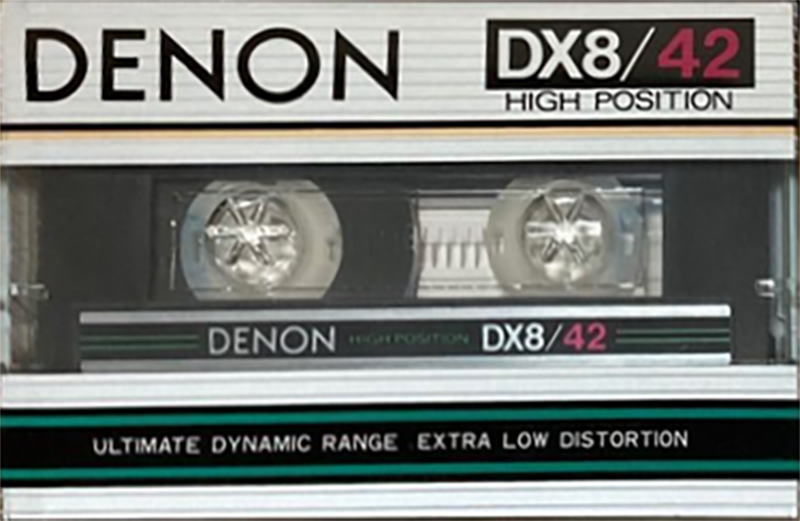 DENON
DX8/42
HIGH POSITION
DENON HIGH POSITION DX8/42
ULTIMATE DYNAMIC RANGE EXTRA LOW DISTORTION